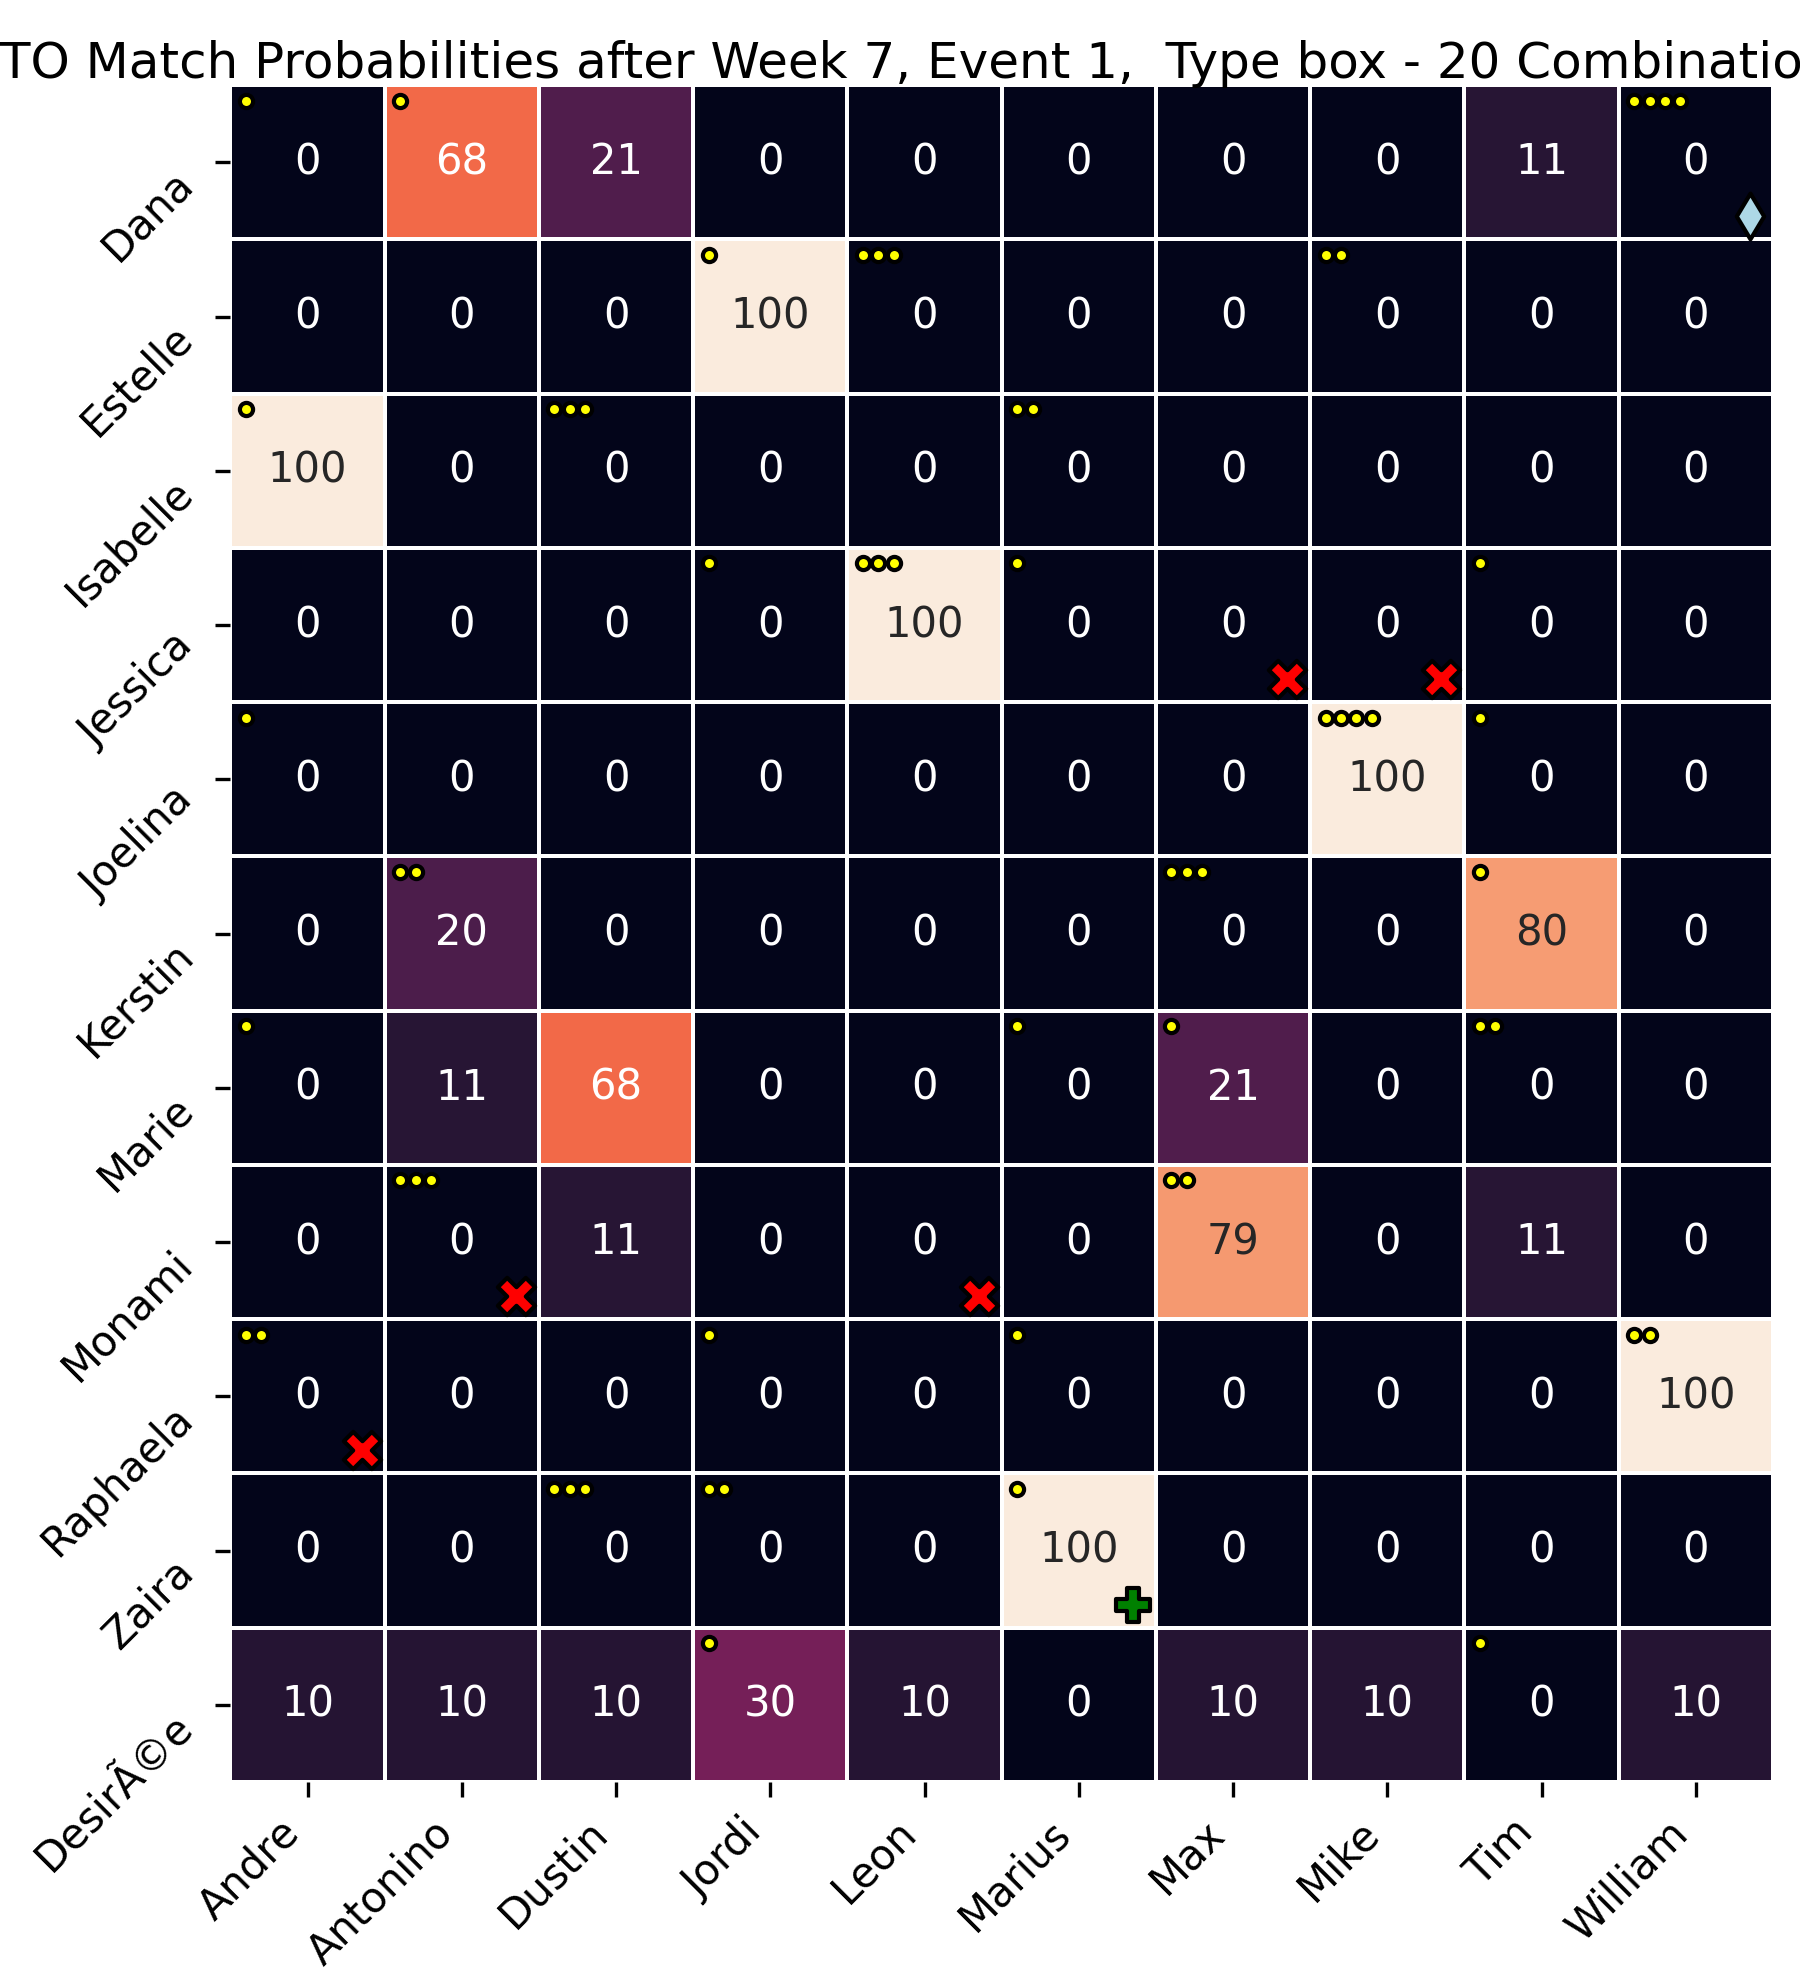 TO Match Probabilities after Week 7, Event 1, Type box - 20 Combinatio
Dana 0 68 21 0 0 0 0 0 11 0
Estelle 0 0 0 100 0 0 0 0 0 0
Isabelle 100 0 0 0 0 0 0 0 0 0
Jessica 0 0 0 0 100 0 0 0 0 0
Joelina 0 0 0 0 0 0 0 100 0 0
Kerstin 0 20 0 0 0 0 0 0 80 0
Marie 0 11 68 0 0 0 21 0 0 0
Monami 0 0 11 0 0 0 79 0 11 0
Raphaela 0 0 0 0 0 0 0 0 0 100
Zaira 0 0 0 0 0 100 0 0 0 0
DesirÃ©e 10 10 10 30 10 0 10 10 0 10
Andre Antonino Dustin Jordi Leon Marius Max Mike Tim William